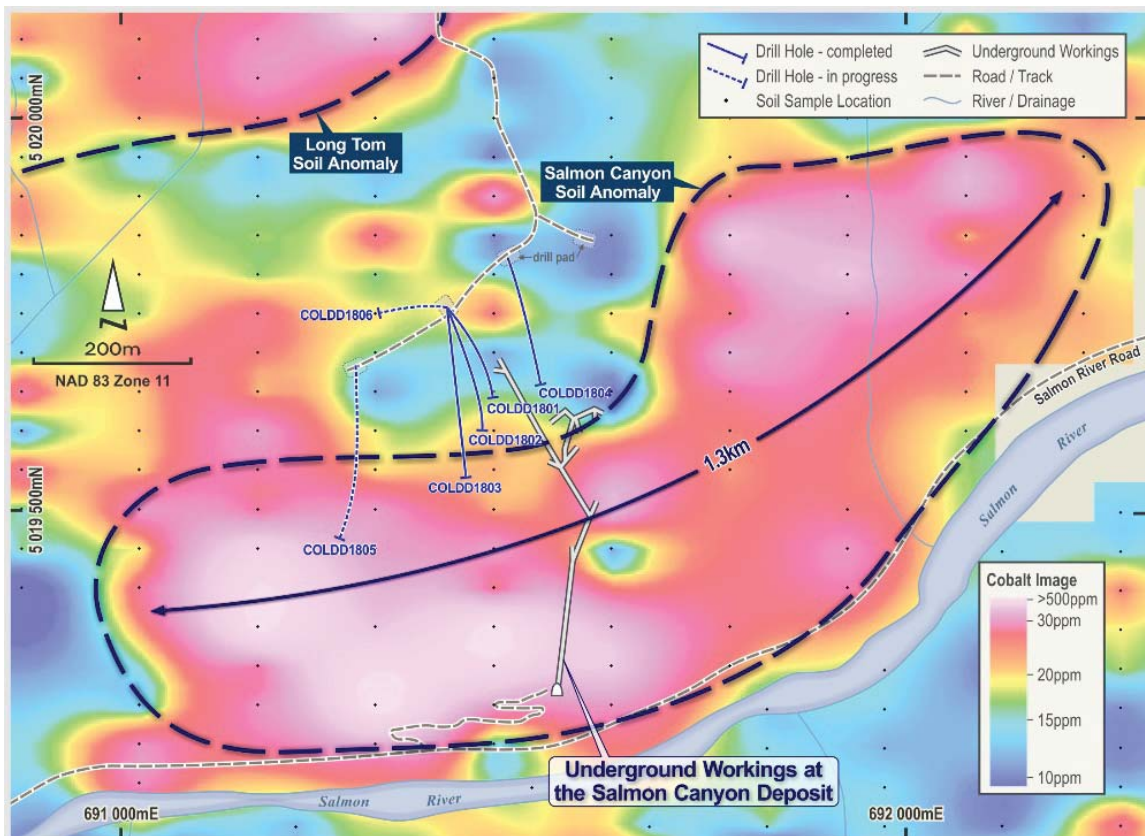 Drill Hole - completed
Drill Hole - in progress
Soil Sample Location
Underground Workings
Road / Track
River / Drainage
5 020 000mN
Long Tom
Soil Anomaly
Salmon Canyon
Soil Anomaly
drill pad
COLDD1806
N
200m
NAD 83 Zone 11
COLDD1804
COLDD1801
COLDD1802
COLDD1803
COLDD1805
Salmon River Road
1.3km
Salmon
River
5 019 500mN
Cobalt Image
>500ppm
30ppm
20ppm
15ppm
10ppm
Underground Workings at
the Salmon Canyon Deposit
Salmon River
691 000mE
692 000mE